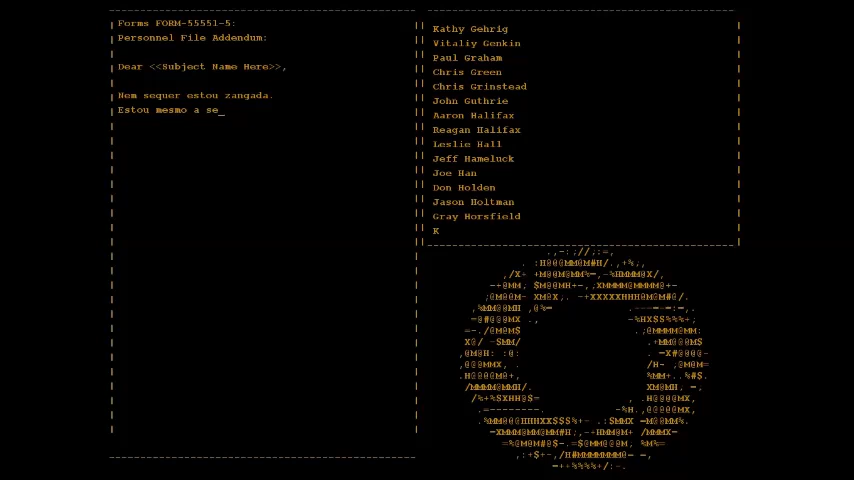 Forms FORM-55551-5:
Personnel File Addendum:
Dear <<Subject Name Here>>,
Nem sequer estou zangada.
Estou mesmo a se_
Kathy Gehrig
Vitaliy Genkin
Paul Graham
Chris Green
Chris Grinstead
John Guthrie
Aaron Halifax
Reagan Halifax
Leslie Hall
Jeff Hameluck
Joe Han
Don Holden
Jason Holtman
Gray Horsfield
K